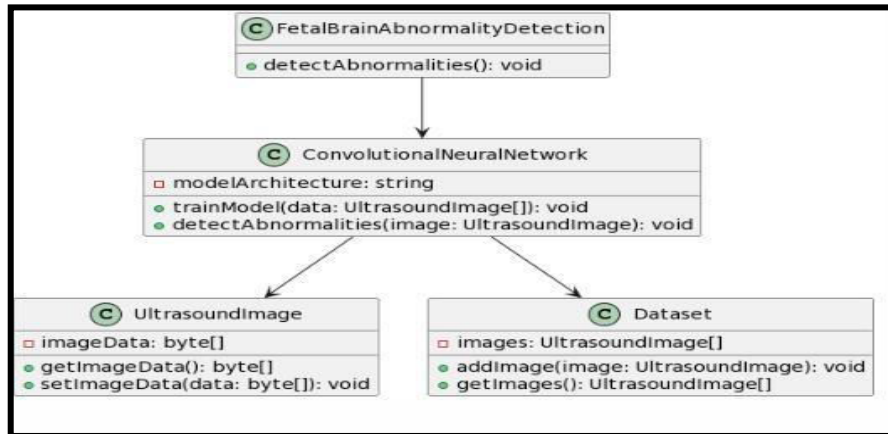 C FetalBrainAbnormalityDetection
detectAbnormalities(): void
C ConvolutionalNeuralNetwork
modelArchitecture: string
trainModel(data: UltrasoundImage[]): void
detectAbnormalities(image: UltrasoundImage): void
C UltrasoundImage
imageData: byte[]
getImageData(): byte[]
setImageData(data: byte[]): void
C Dataset
images: UltrasoundImage[]
addImage(image: UltrasoundImage): void
getImages(): UltrasoundImage[]